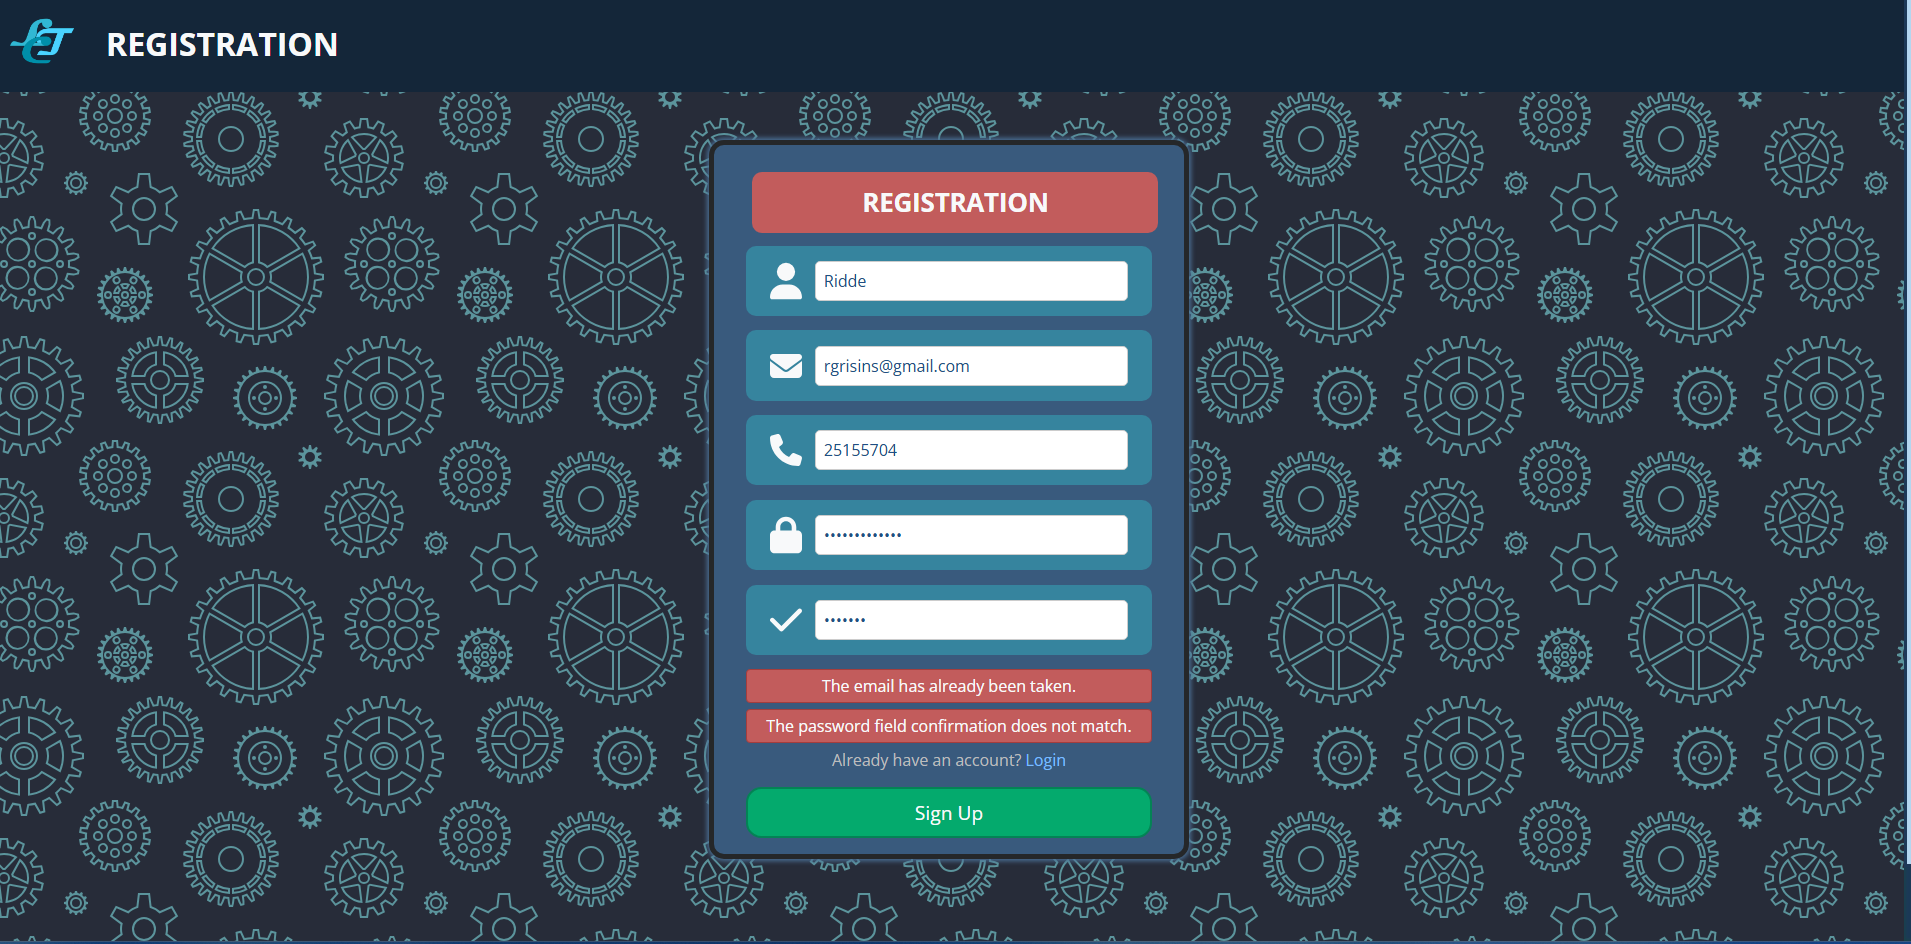 REGISTRATION
REGISTRATION
Ridde
rgrisins@gmail.com
25155704
•••••••••••••
•••••••
The email has already been taken.
The password field confirmation does not match.
Already have an account? Login
Sign Up